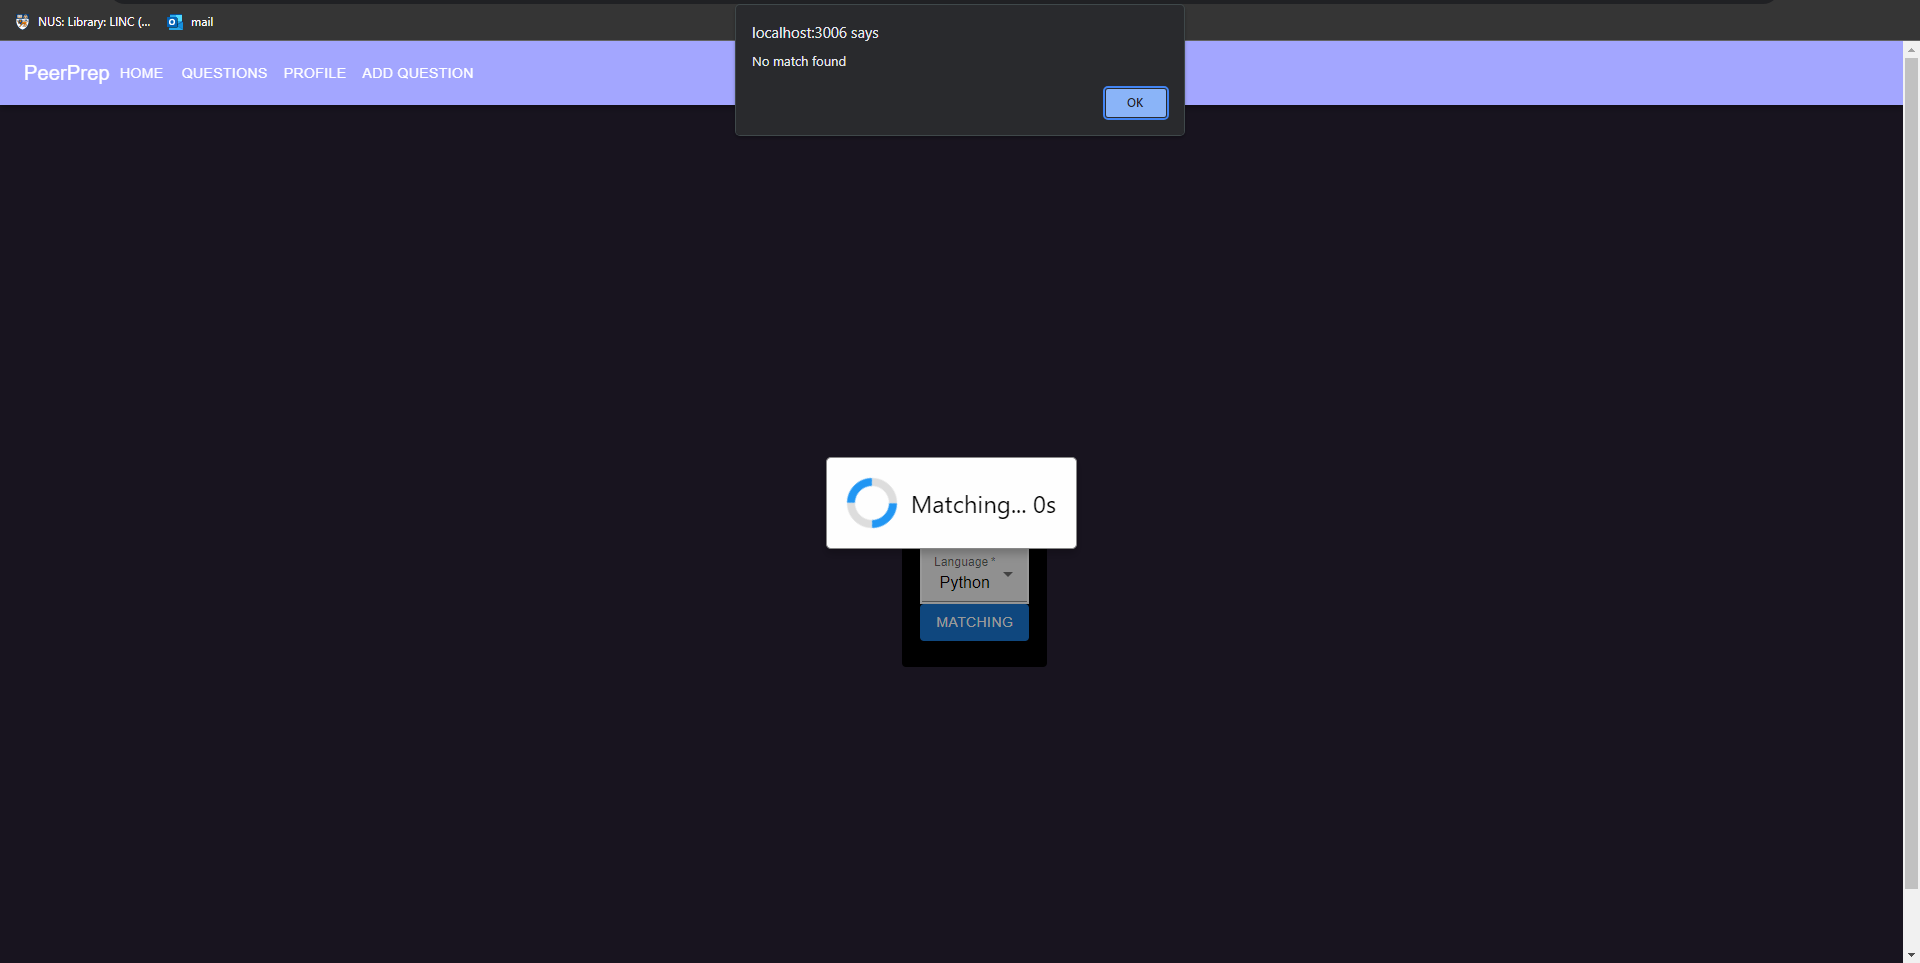 NUS: Library: LINC (...
mail
localhost:3006 says
No match found
OK
PeerPrep HOME QUESTIONS PROFILE ADD QUESTION
Matching... 0s
Language *
Python
MATCHING